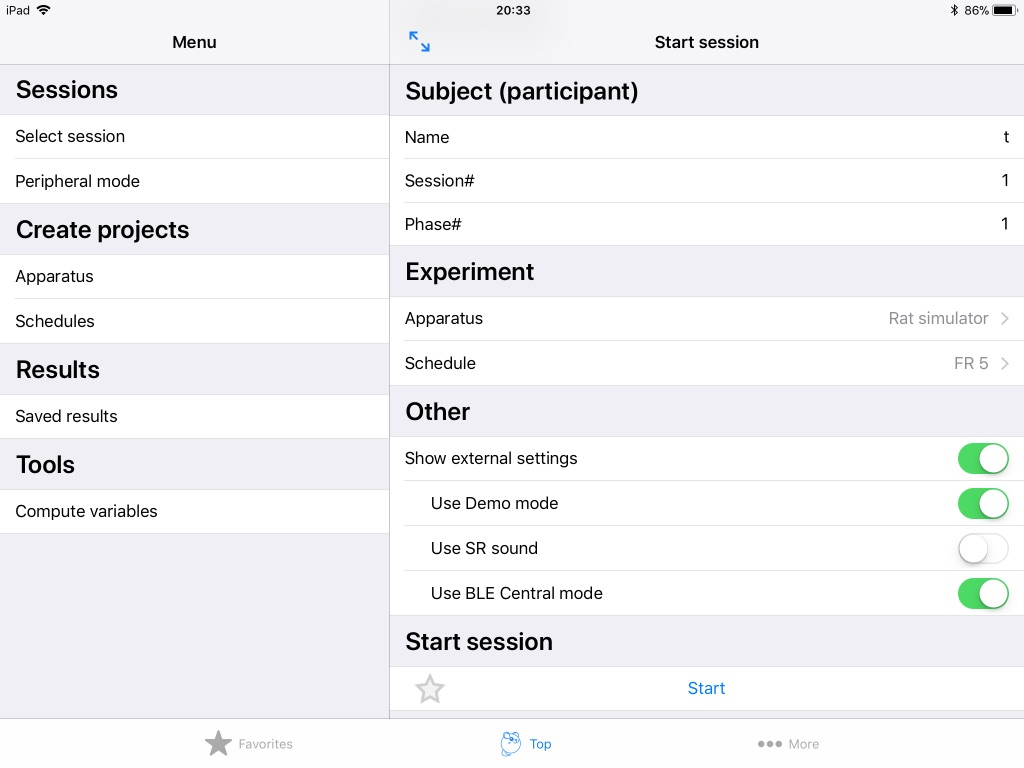 iPad 20:33 86%
Menu
Sessions
Select session
Peripheral mode
Create projects
Apparatus
Schedules
Results
Saved results
Tools
Compute variables
Start session
Subject (participant)
Name t
Session# 1
Phase# 1
Experiment
Apparatus Rat simulator
Schedule FR 5
Other
Show external settings
Use Demo mode
Use SR sound
Use BLE Central mode
Start session
Start
Favorites Top More